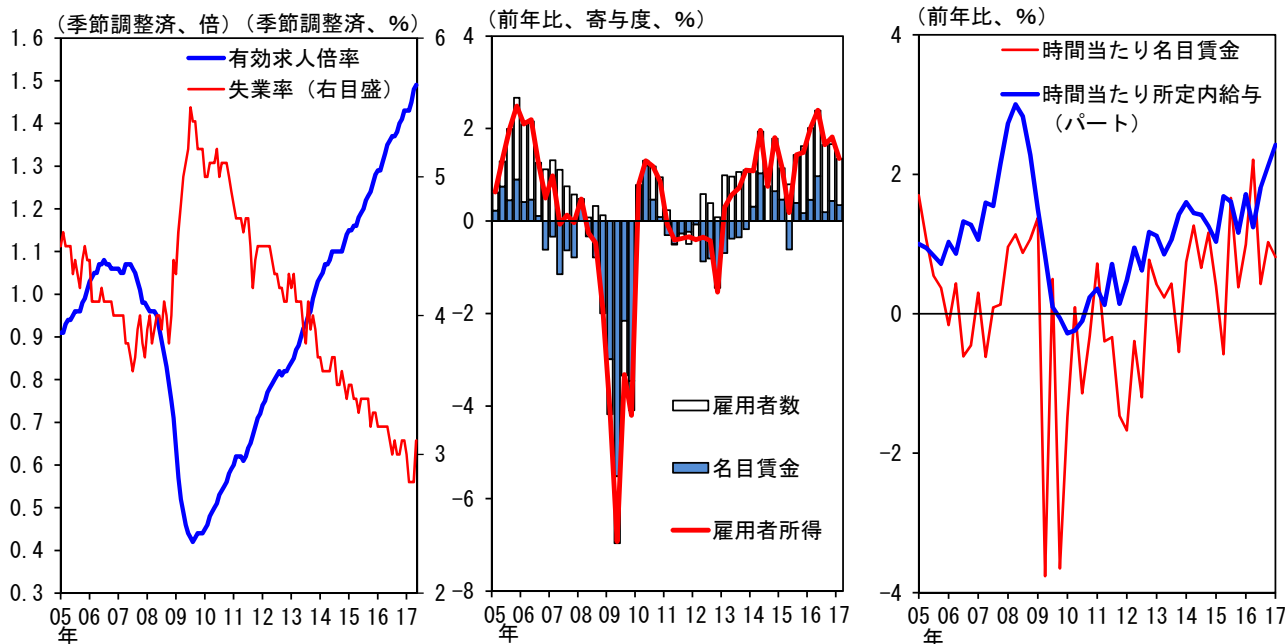 （季節調整済、倍）（季節調整済、%）
1.6
1.5
1.4
1.3
1.2
1.1
1.0
0.9
0.8
0.7
0.6
0.5
0.4
0.3
6
5
4
3
2
有効求人倍率
失業率（右目盛）
05 06 07 08 09 10 11 12 13 14 15 16 17
年
（前年比、寄与度、%）
4
2
0
-2
-4
-6
-8
雇用者数
名目賃金
雇用者所得
05 06 07 08 09 10 11 12 13 14 15 16 17
年
（前年比、%）
4
2
0
-2
-4
時間当たり名目賃金
時間当たり所定内給与
（パート）
05 06 07 08 09 10 11 12 13 14 15 16 17
年